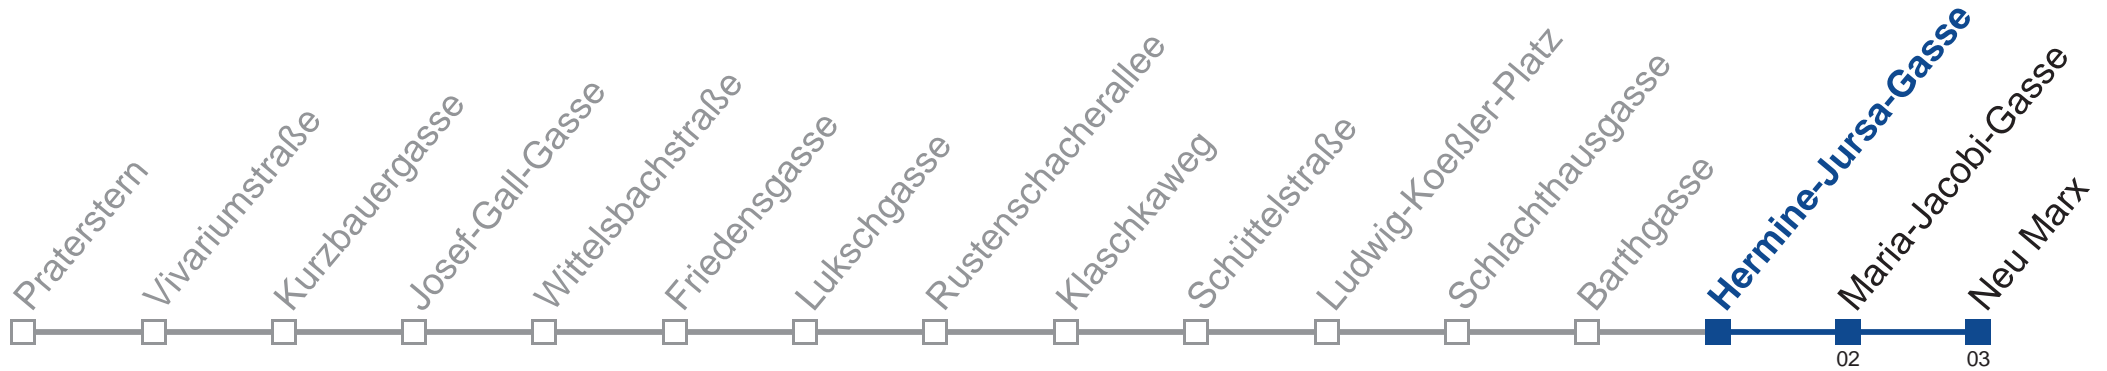 Praterstern
Vivariumstraße
Kurzbauergasse
Josef-Gall-Gasse
Wittelsbachstraße
Friedensgasse
Lukschgasse
Rustenschacherallee
Klaschkaweg
Schüttelstraße
Ludwig-Koeßler-Platz
Schlachthausgasse
Barthgasse
Hermine-Jursa-Gasse
Maria-Jacobi-Gasse
Neu Marx
02
03